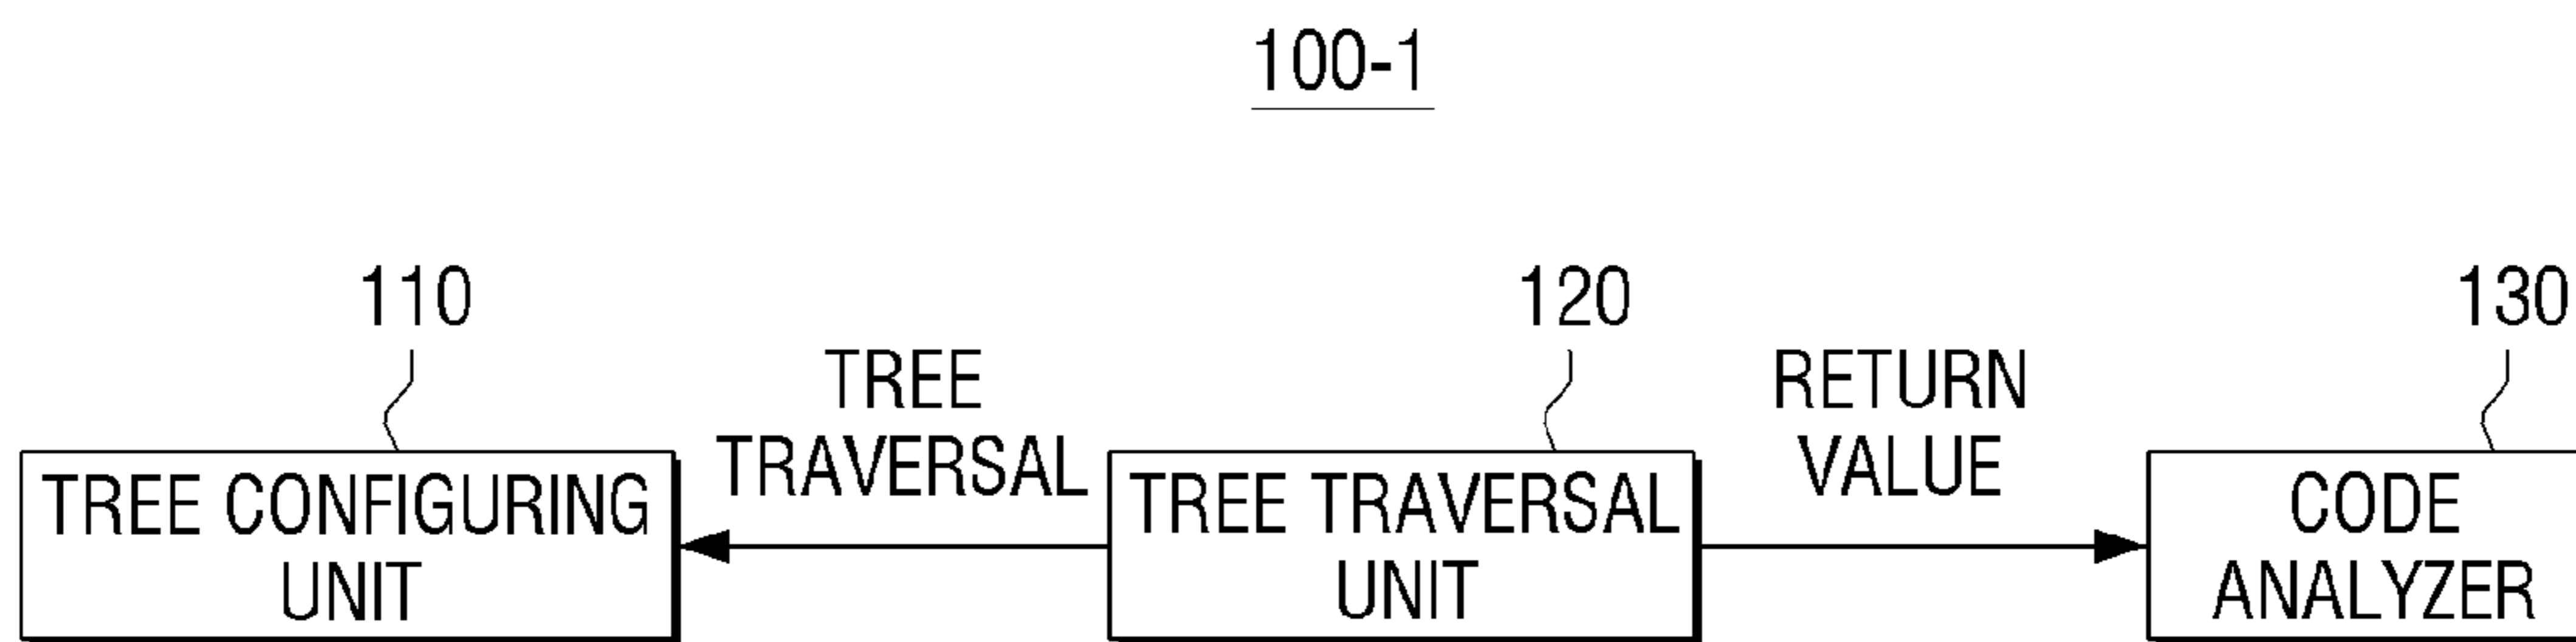 100-1
110
120
130
TREE
TRAVERSAL
RETURN
VALUE
TREE CONFIGURING
UNIT
TREE TRAVERSAL
UNIT
CODE
ANALYZER